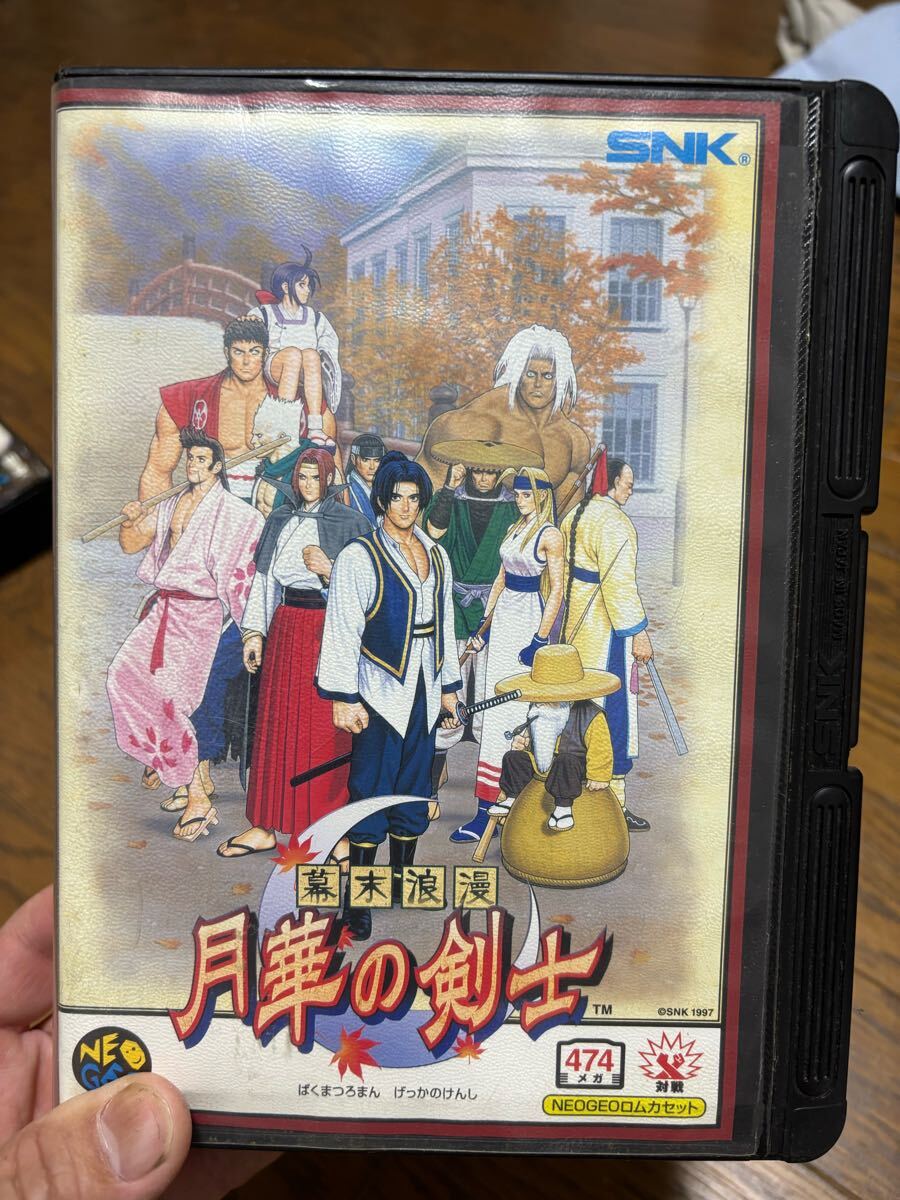 SNK®
幕末浪漫
月華の剣士
TM
©SNK 1997
NEO
474
メガ
対戦
ばくまつろまん げっかのけんし
NEOGEOロムカセット
SNK